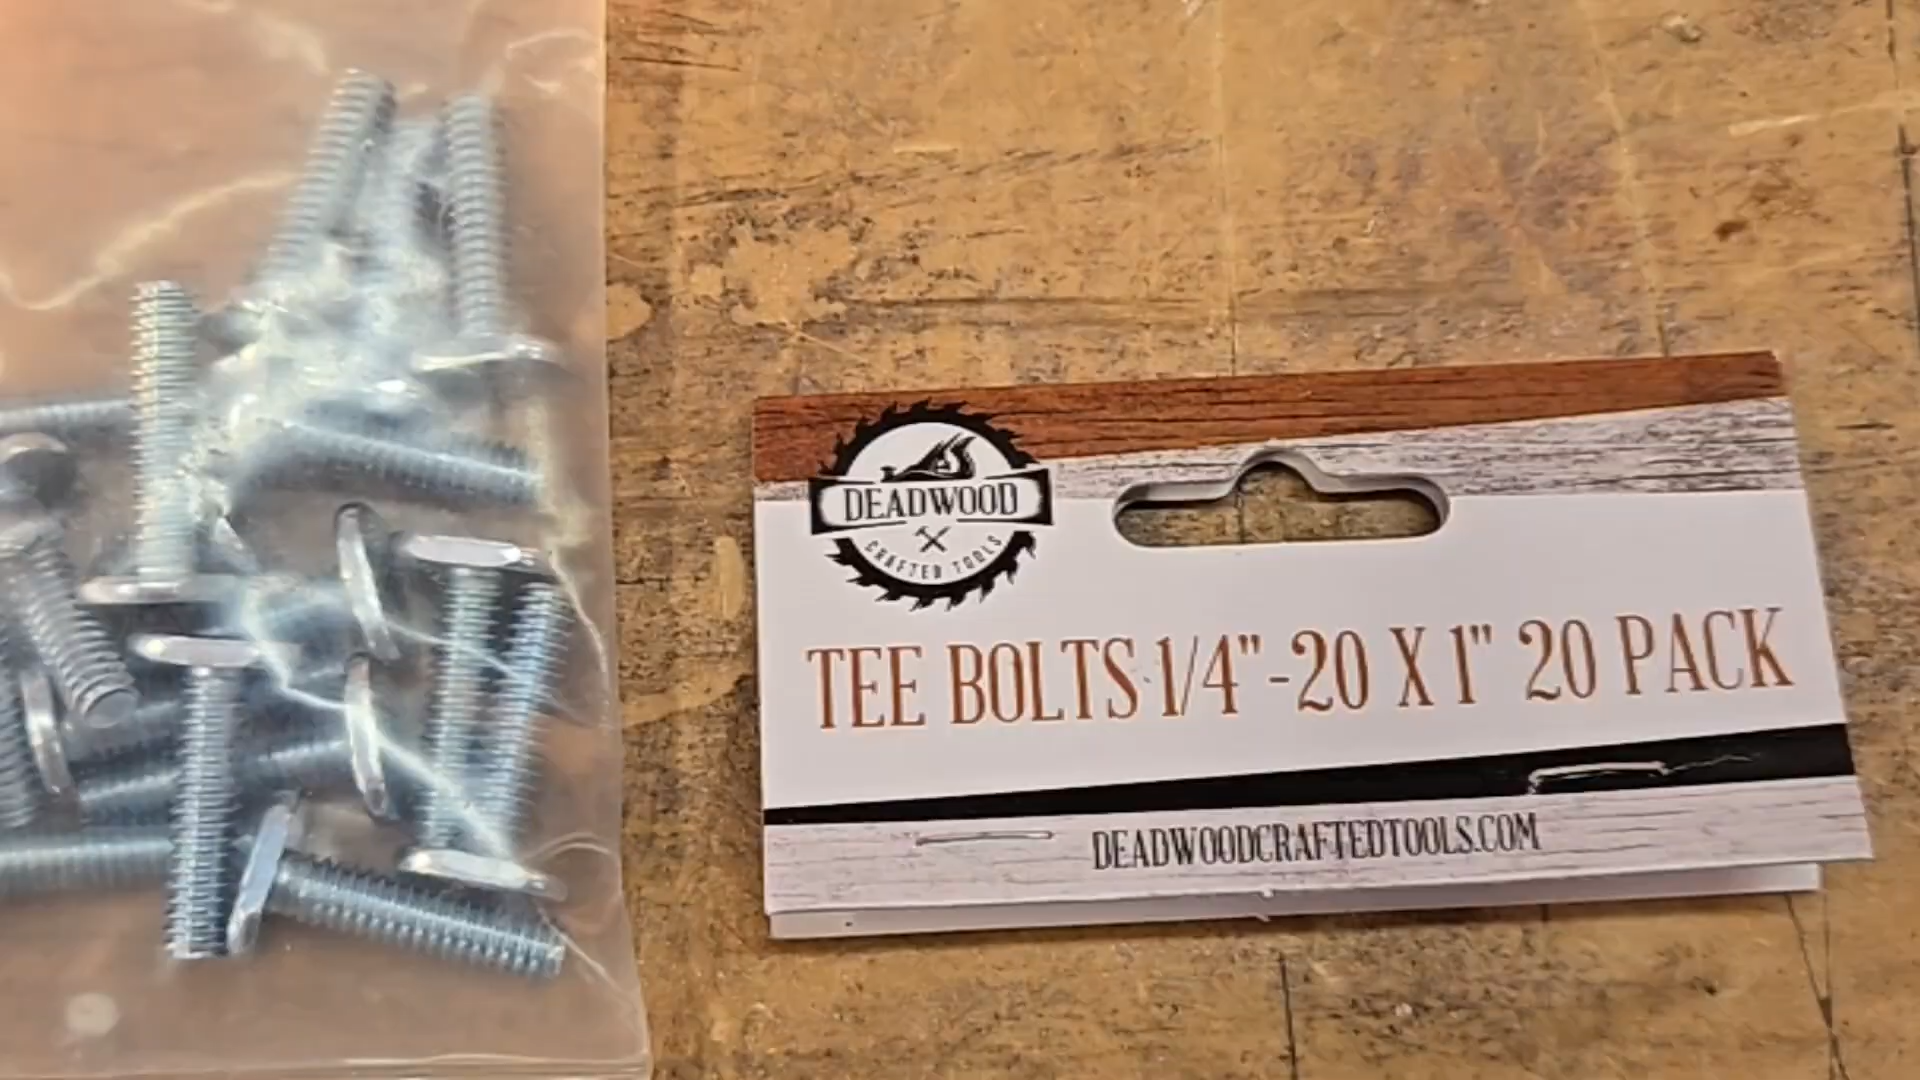 DEADWOOD
CRAFTED TOOLS
TEE BOLTS 1/4"-20 X 1" 20 PACK
DEADWOODCRAFTEDTOOLS.COM